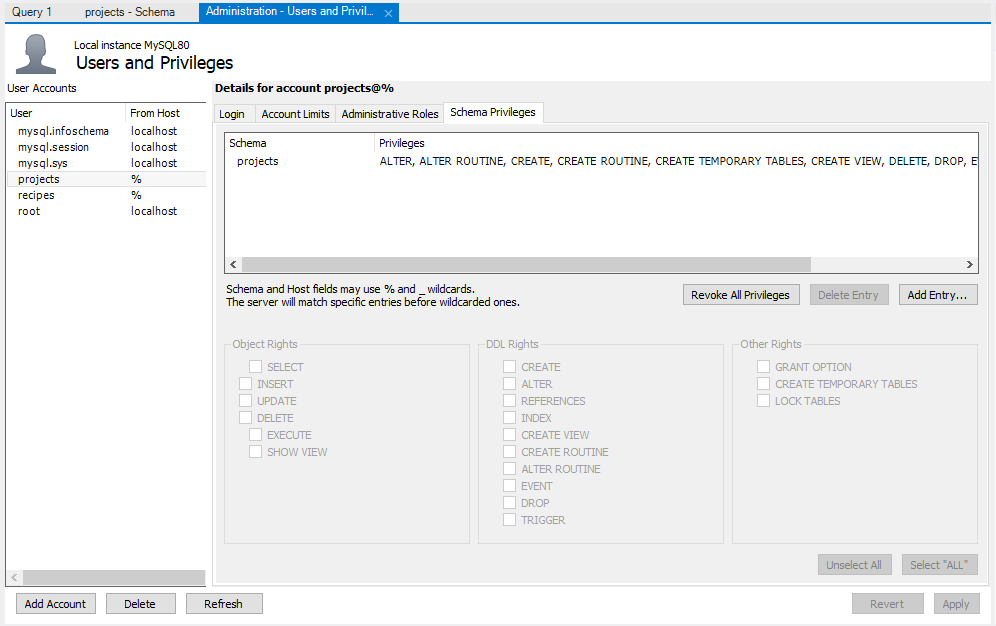 Query 1
projects - Schema
Administration - Users and Privil...
Local instance MySQL80
Users and Privileges
User Accounts
User From Host
mysql.infoschema localhost
mysql.session localhost
mysql.sys localhost
projects %
recipes %
root localhost
Details for account projects@%
Login Account Limits Administrative Roles Schema Privileges
Schema Privileges
projects ALTER, ALTER ROUTINE, CREATE, CREATE ROUTINE, CREATE TEMPORARY TABLES, CREATE VIEW, DELETE, DROP, E
Schema and Host fields may use % and _ wildcards.
The server will match specific entries before wildcarded ones.
Revoke All Privileges Delete Entry Add Entry...
Object Rights
SELECT
INSERT
UPDATE
DELETE
EXECUTE
SHOW VIEW
DDL Rights
CREATE
ALTER
REFERENCES
INDEX
CREATE VIEW
CREATE ROUTINE
ALTER ROUTINE
EVENT
DROP
TRIGGER
Other Rights
GRANT OPTION
CREATE TEMPORARY TABLES
LOCK TABLES
Unselect All Select "ALL"
Add Account Delete Refresh Revert Apply